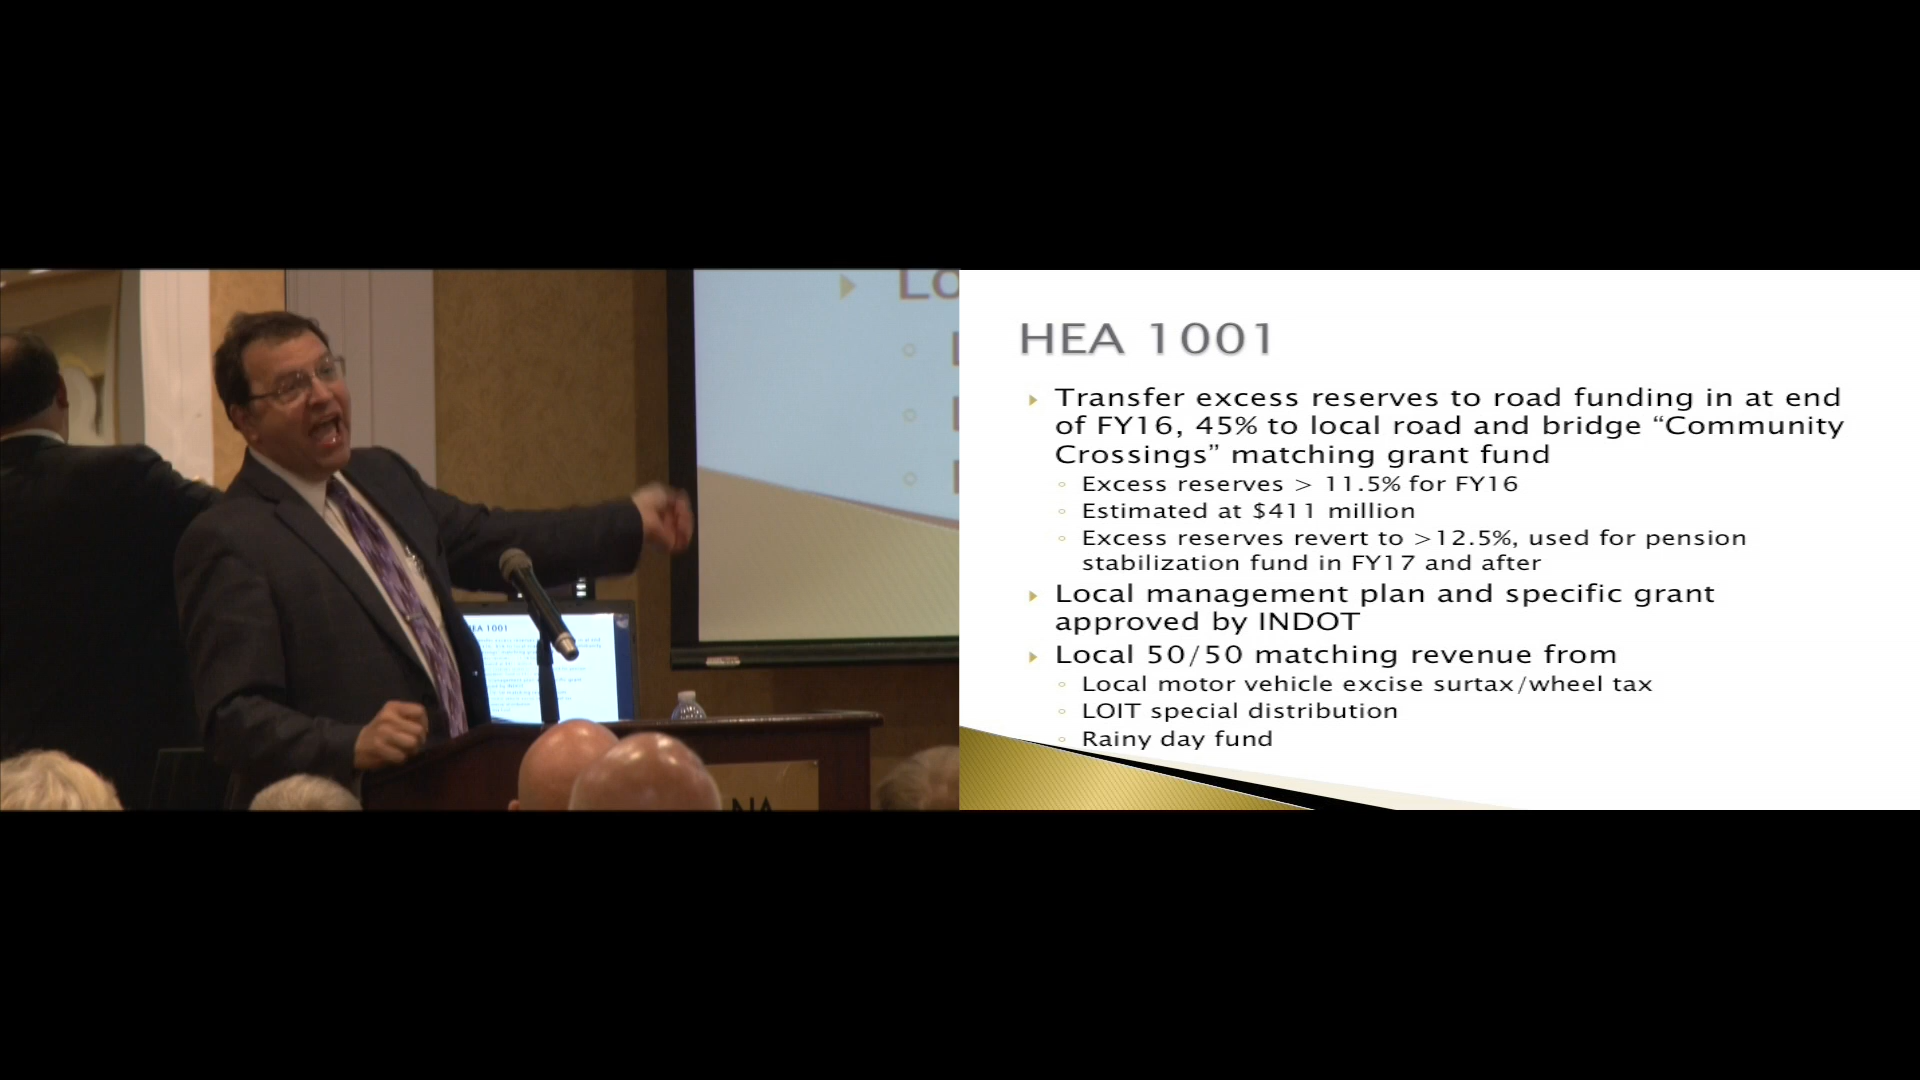 HEA 1001
Transfer excess reserves to road funding in at end
of FY16, 45% to local road and bridge “Community
Crossings” matching grant fund
Excess reserves > 11.5% for FY16
Estimated at $411 million
Excess reserves revert to >12.5%, used for pension
stabilization fund in FY17 and after
Local management plan and specific grant
approved by INDOT
Local 50/50 matching revenue from
Local motor vehicle excise surtax/wheel tax
LOIT special distribution
Rainy day fund
Lo
HEA 1001
NA